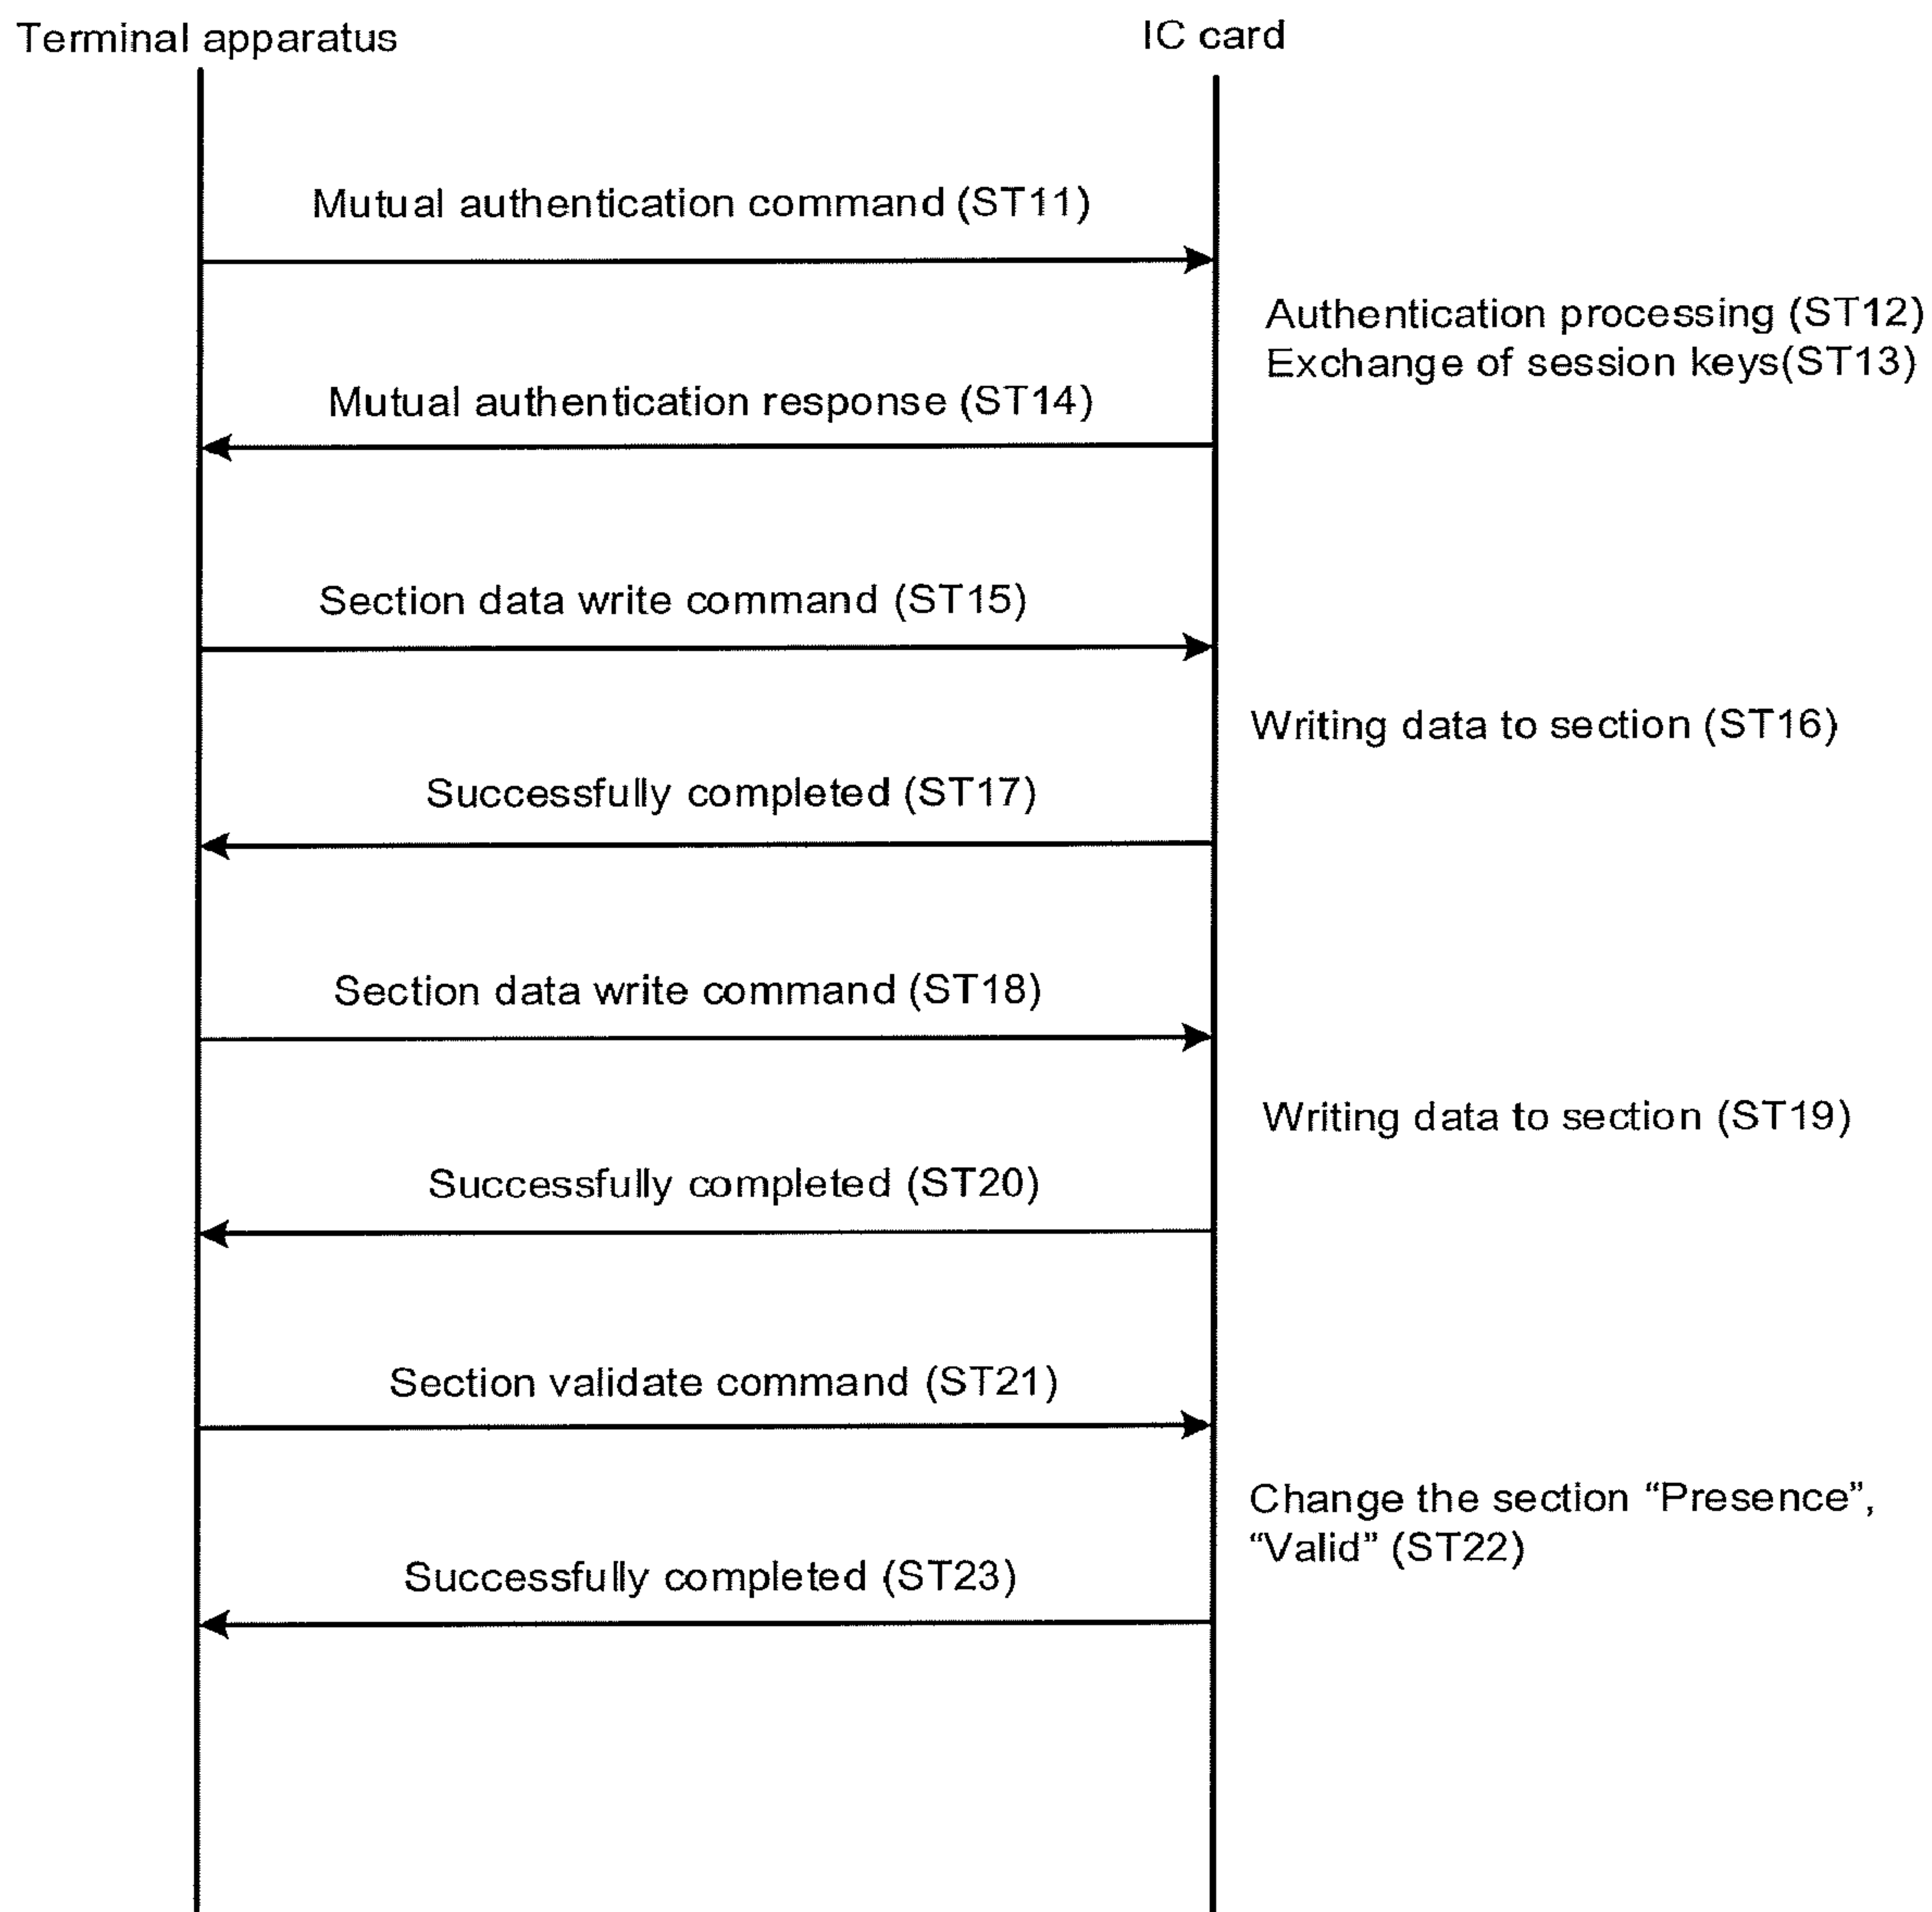 Terminal apparatus
IC card
Mutual authentication command (ST11)
Authentication processing (ST12)
Exchange of session keys(ST13)
Mutual authentication response (ST14)
Section data write command (ST15)
Writing data to section (ST16)
Successfully completed (ST17)
Section data write command (ST18)
Writing data to section (ST19)
Successfully completed (ST20)
Section validate command (ST21)
Change the section “Presence”,
“Valid” (ST22)
Successfully completed (ST23)